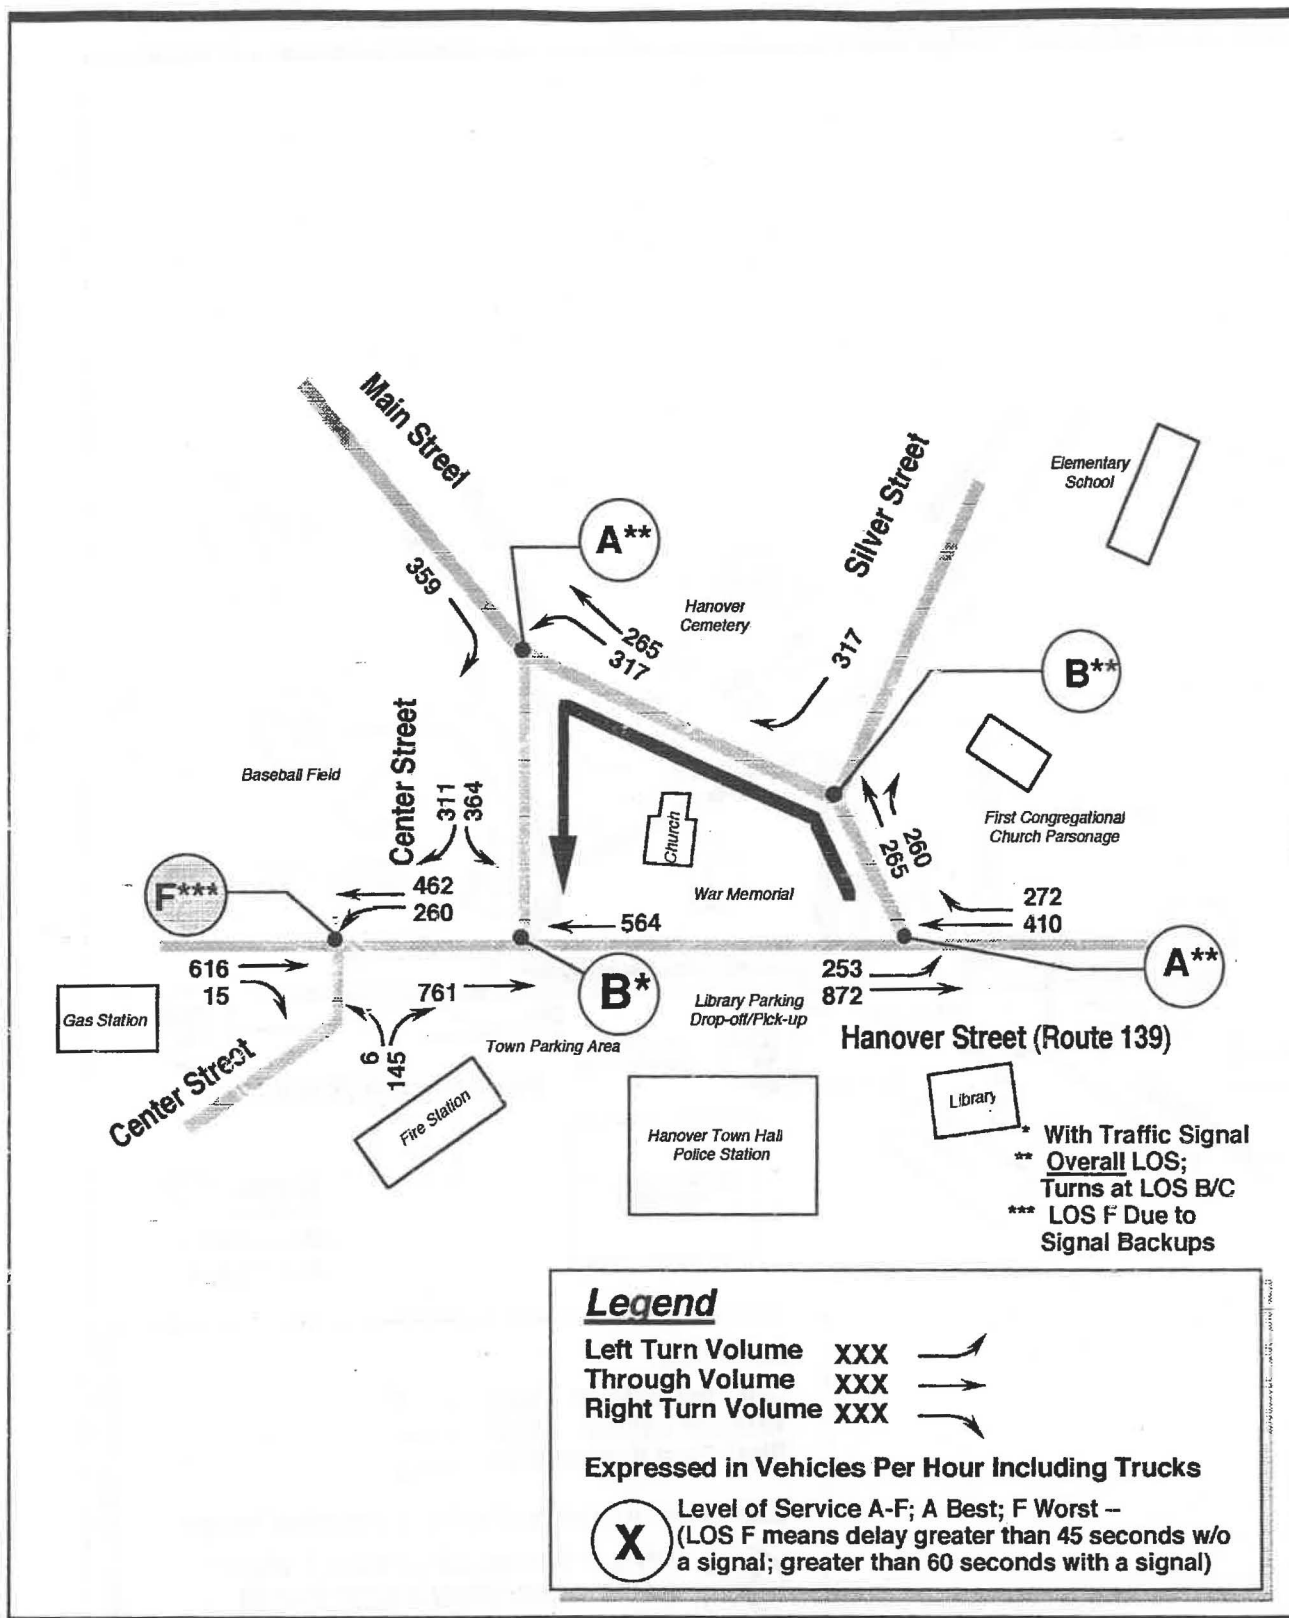 Main Street
Silver Street
Elementary
School
A**
359
265
317
Hanover
Cemetery
317
B**
Center Street
Baseball Field
311
364
Church
First Congregational
Church Parsonage
260
265
F***
462
260
War Memorial
272
410
564
616
15
761
B*
253
872
A**
Gas Station
Library Parking
Drop-off/Pick-up
Hanover Street (Route 139)
Center Street
6
145
Town Parking Area
Fire Station
Hanover Town Hall
Police Station
Library
* With Traffic Signal
** Overall LOS;
Turns at LOS B/C
*** LOS F Due to
Signal Backups
Legend
Left Turn Volume XXX
Through Volume XXX
Right Turn Volume XXX
Expressed in Vehicles Per Hour Including Trucks
X
Level of Service A-F; A Best; F Worst --
(LOS F means delay greater than 45 seconds w/o
a signal; greater than 60 seconds with a signal)